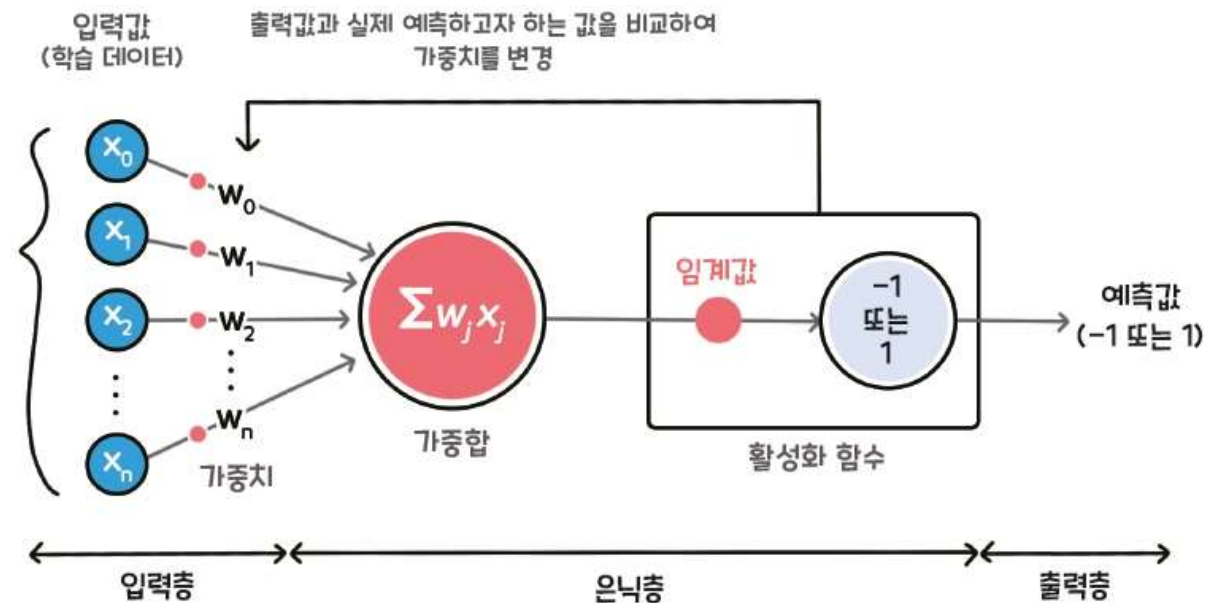 입력값
(학습 데이터)
출력값과 실제 예측하고자 하는 값을 비교하여
가중치를 변경
x0
w0
x1
w1
x2
w2
xn
wn
가중치
Σwjxj
가중합
임계값
-1
또는
1
활성화 함수
예측값
(-1 또는 1)
입력층
은닉층
출력층